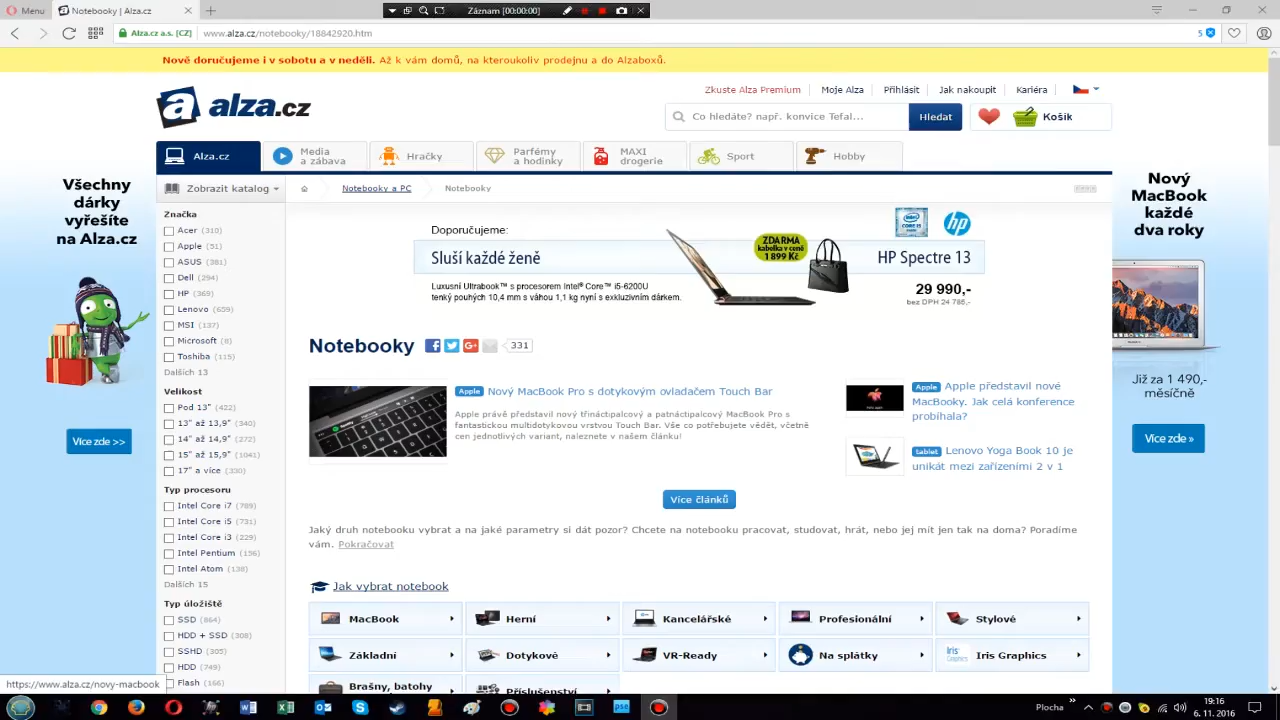 Menu
Notebooky | Alza.cz
Záznam [00:00:00]
Alza.cz a.s. [CZ]
www.alza.cz/notebooky/18842920.htm
5
Nově doručujeme i v sobotu a v neděli. Až k vám domů, na kteroukoliv prodejnu a do Alzaboxů.
alza.cz
Zkuste Alza Premium
Moje Alza
Přihlásit
Jak nakoupit
Kariéra
Co hledáte? např. konvice Tefal...
Hledat
Košík
Alza.cz
Media
a zábava
Hračky
Parfémy
a hodinky
MAXI
drogerie
Sport
Hobby
Zobrazit katalog
Notebooky a PC
Notebooky
Všechny
dárky
vyřešíte
na Alza.cz
Více zde >>
Značka
Acer (310)
Apple (51)
ASUS (381)
Dell (294)
HP (369)
Lenovo (659)
MSI (137)
Microsoft (8)
Toshiba (115)
Dalších 13
Velikost
Pod 13" (422)
13" až 13,9" (340)
14" až 14,9" (272)
15" až 15,9" (1041)
17" a více (330)
Typ procesoru
Intel Core i7 (789)
Intel Core i5 (731)
Intel Core i3 (229)
Intel Pentium (136)
Intel Atom (138)
Dalších 15
Typ úložiště
SSD (864)
HDD + SSD (308)
SSHD (305)
HDD (749)
Flash (166)
Doporučujeme:
Sluší každé ženě
Luxusní Ultrabook™ s procesorem Intel® Core™ i5-6200U
tenký pouhých 10,4 mm s váhou 1,1 kg nyní s exkluzivním dárkem.
ZDARMA
kabelka v ceně
1 899 Kč
hp
HP Spectre 13
29 990,-
bez DPH 24 785,-
Notebooky
331
Apple Nový MacBook Pro s dotykovým ovladačem Touch Bar
Apple právě představil nový třináctipalcový a patnáctipalcový MacBook Pro s
fantastickou multidotykovou vrstvou Touch Bar. Vše co potřebujete vědět, včetně
cen jednotlivých variant, naleznete v našem článku!
Apple Apple představil nové
MacBooky. Jak celá konference
probíhala?
tablet Lenovo Yoga Book 10 je
unikát mezi zařízeními 2 v 1
Více článků
Jaký druh notebooku vybrat a na jaké parametry si dát pozor? Chcete na notebooku pracovat, studovat, hrát, nebo jej mít jen tak na doma? Poradíme
vám. Pokračovat
Jak vybrat notebook
MacBook
Herní
Kancelářské
Profesionální
Stylové
Základní
Dotykové
VR-Ready
Na splátky
Iris Graphics
Iris Graphics
Brašny, batohy
Příslušenství
Nový
MacBook
každé
dva roky
Již za 1 490,-
měsíčně
Více zde »
https://www.alza.cz/novy-macbook
pse
Plocha
19:16
6. 11. 2016